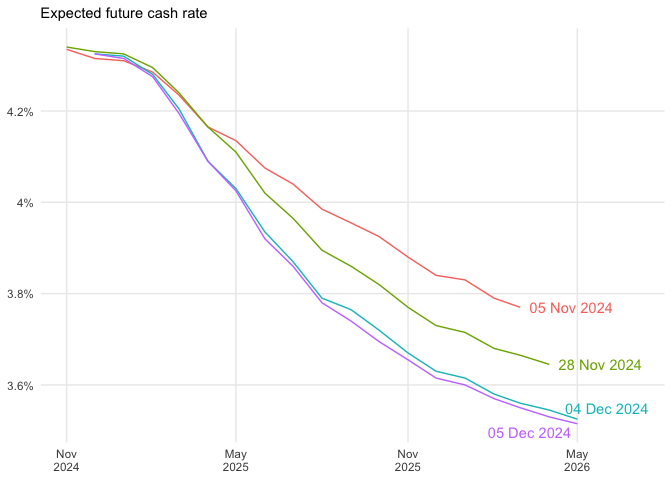 Expected future cash rate
4.2%
4%
3.8%
3.6%
05 Nov 2024
28 Nov 2024
04 Dec 2024
05 Dec 2024
Nov
2024
May
2025
Nov
2025
May
2026